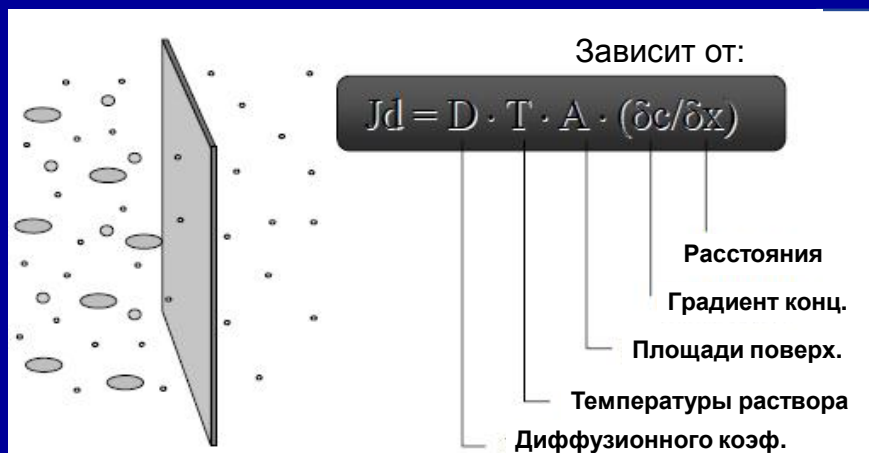 Зависит от:
Jd = D · T · A · (δc/δx)
Расстояния
Градиент конц.
Площади поверх.
Температуры раствора
Диффузионного коэф.